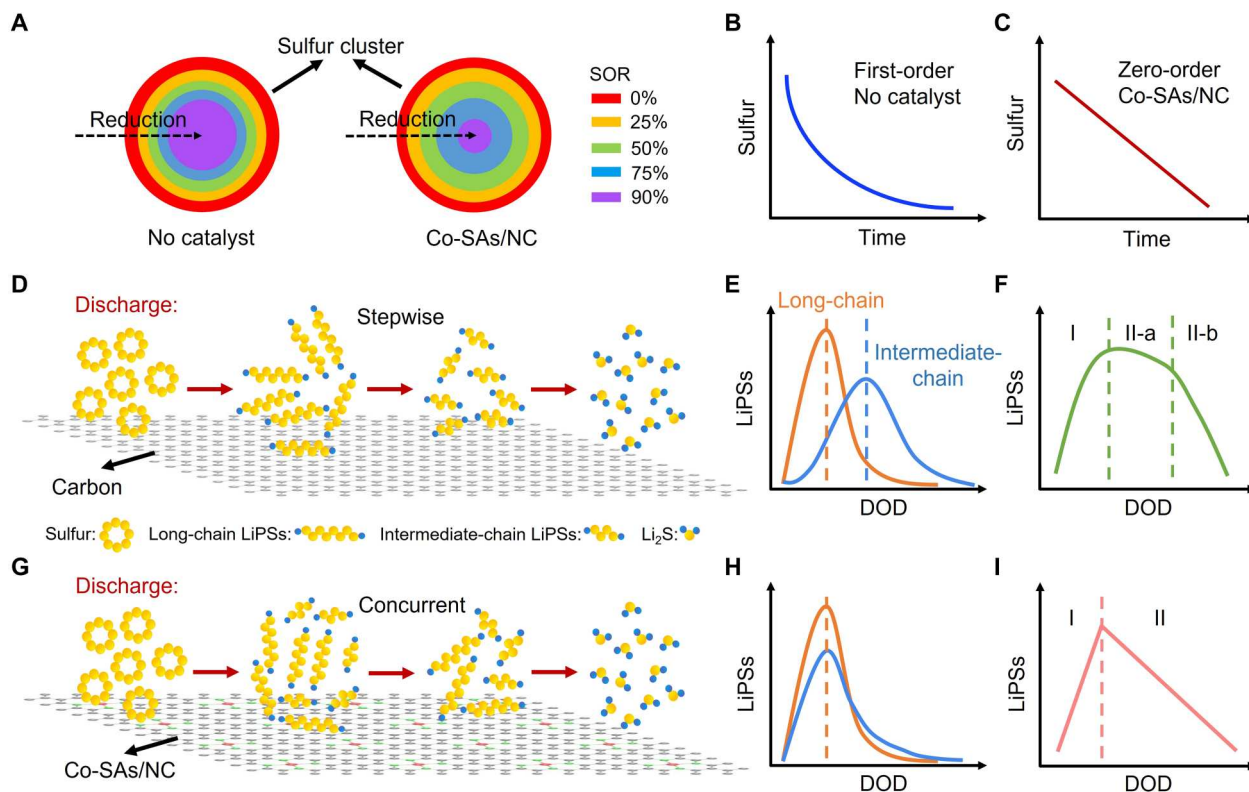 A
Sulfur cluster
Reduction
Reduction
No catalyst
Co-SAs/NC
SOR
0%
25%
50%
75%
90%
B
Sulfur
First-order
No catalyst
Time
C
Sulfur
Zero-order
Co-SAs/NC
Time
D
Discharge:
Stepwise
Carbon
E
Long-chain
Intermediate-
chain
LiPSs
DOD
F
I II-a II-b
LiPSs
DOD
Sulfur: Long-chain LiPSs: Intermediate-chain LiPSs: Li₂S:
G
Discharge:
Concurrent
Co-SAs/NC
H
LiPSs
DOD
I
I II
LiPSs
DOD